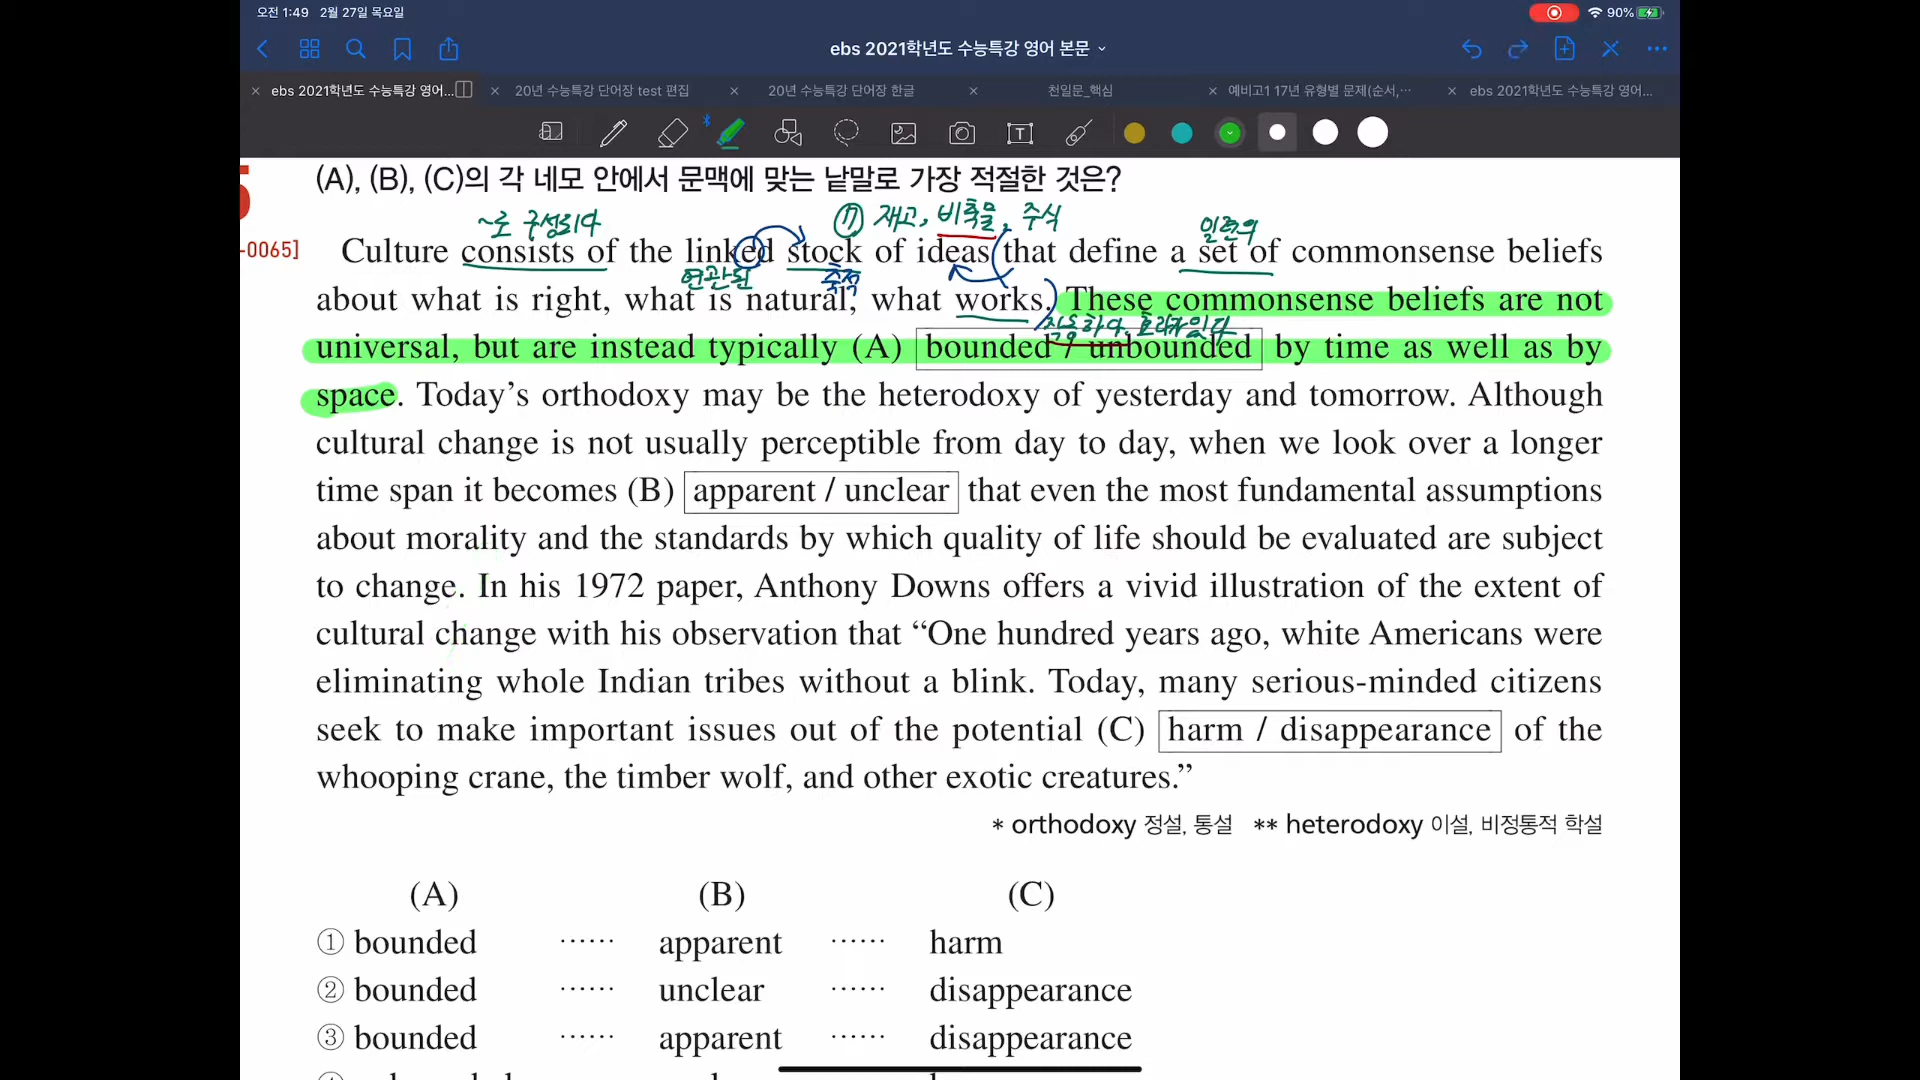 오전 1:49 2월 27일 목요일
90%
ebs 2021학년도 수능특강 영어 본문
ebs 2021학년도 수능특강 영어... 20년 수능특강 단어장 test 편집 20년 수능특강 단어장 한글 천일문_핵심 예비고1 17년 유형별 문제(순서,... ebs 2021학년도 수능특강 영어...
(A), (B), (C)의 각 네모 안에서 문맥에 맞는 낱말로 가장 적절한 것은?
~로 구성되다 ⑰ 재고, 비축물, 주식 일련의
-0065] Culture consists of the linked stock of ideas that define a set of commonsense beliefs
연관된 축적
about what is right, what is natural, what works. These commonsense beliefs are not
작동하다, 효과가있다
universal, but are instead typically (A) bounded / unbounded by time as well as by
space. Today’s orthodoxy may be the heterodoxy of yesterday and tomorrow. Although
cultural change is not usually perceptible from day to day, when we look over a longer
time span it becomes (B) apparent / unclear that even the most fundamental assumptions
about morality and the standards by which quality of life should be evaluated are subject
to change. In his 1972 paper, Anthony Downs offers a vivid illustration of the extent of
cultural change with his observation that “One hundred years ago, white Americans were
eliminating whole Indian tribes without a blink. Today, many serious-minded citizens
seek to make important issues out of the potential (C) harm / disappearance of the
whooping crane, the timber wolf, and other exotic creatures.”
* orthodoxy 정설, 통설 ** heterodoxy 이설, 비정통적 학설
(A) (B) (C)
① bounded ...... apparent ...... harm
② bounded ...... unclear ...... disappearance
③ bounded ...... apparent ...... disappearance